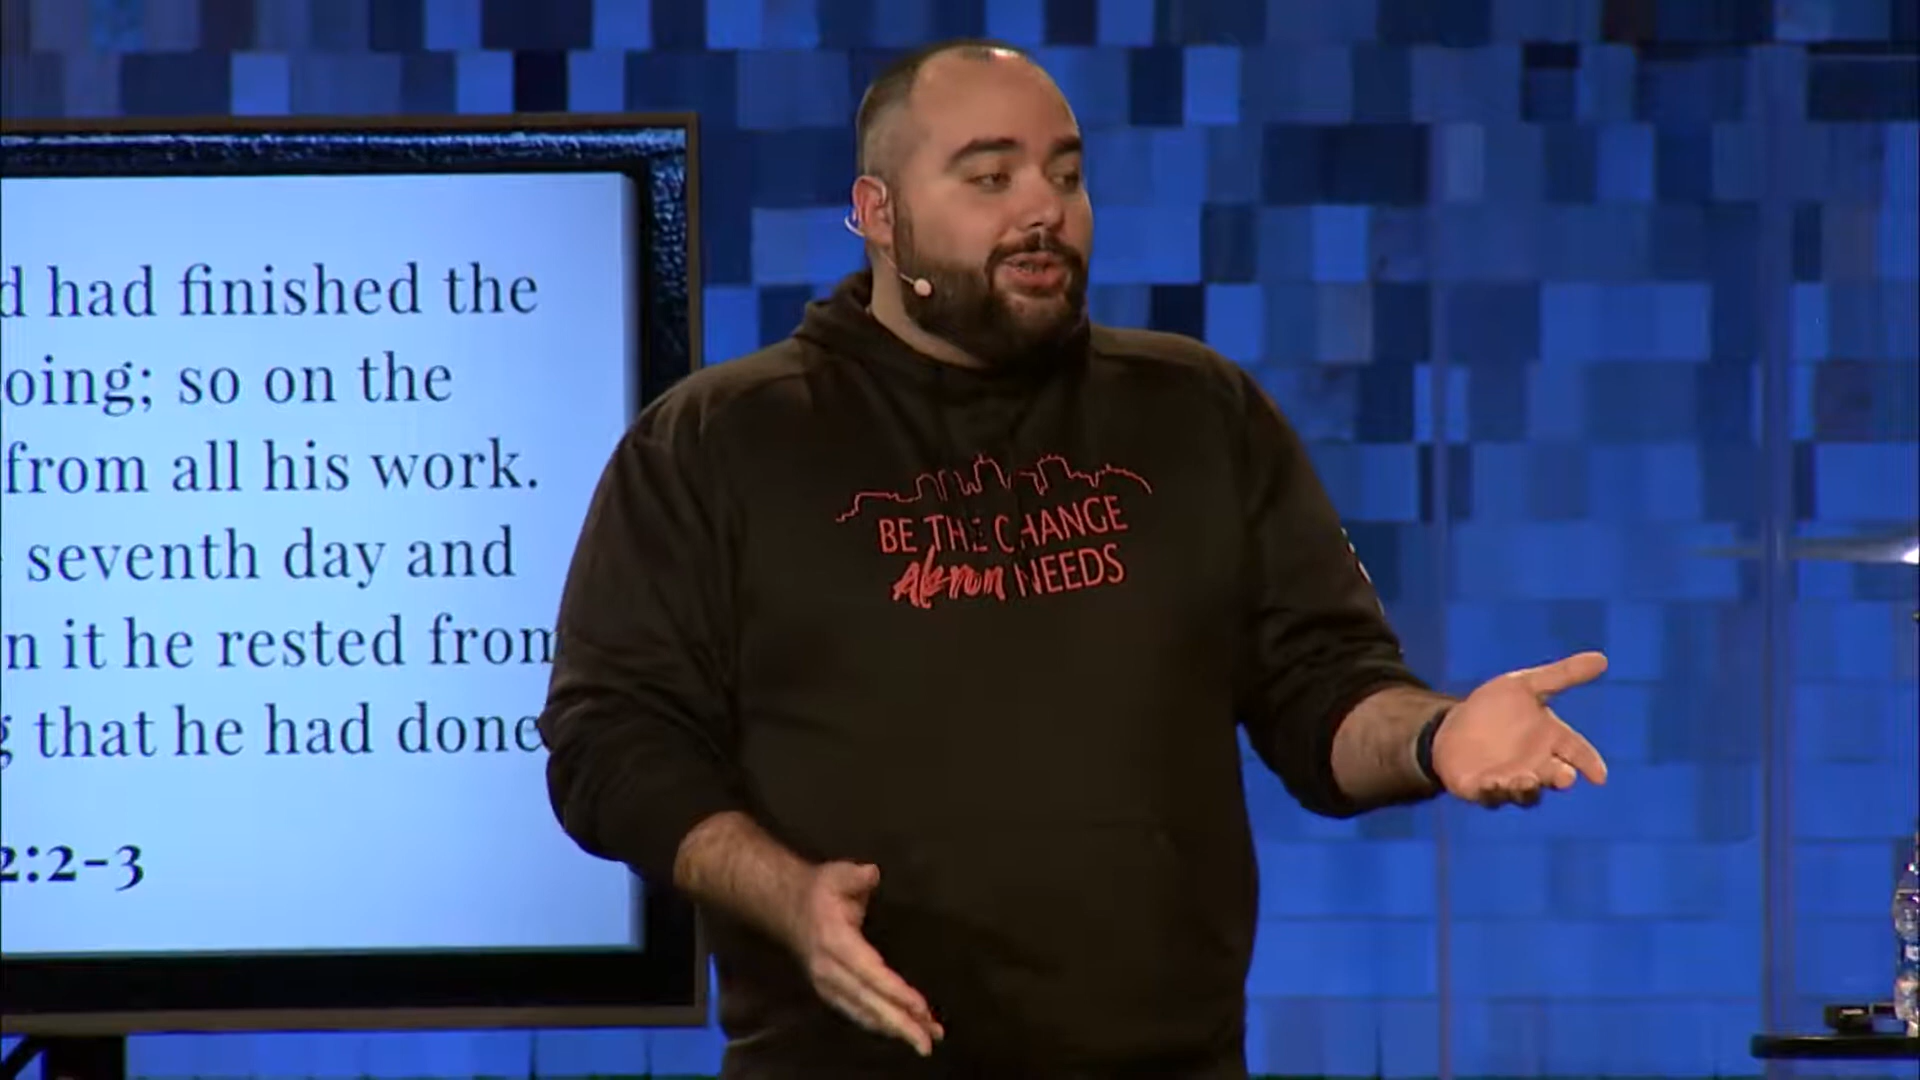 d had finished the
oing; so on the
from all his work.
seventh day and
n it he rested from
that he had done
2:2-3
BE THE CHANGE
Akron NEEDS